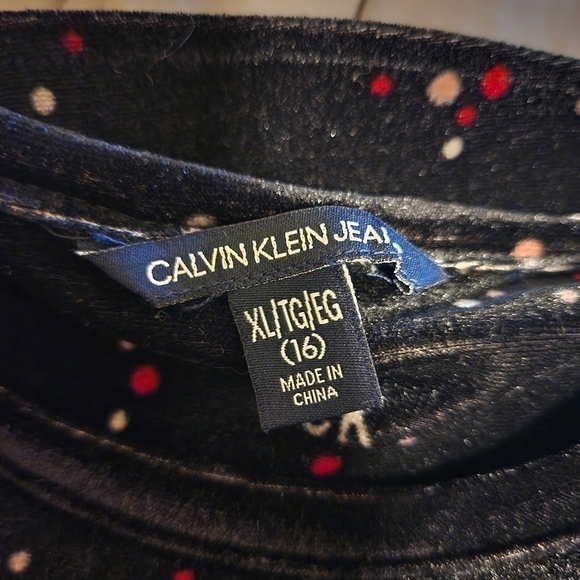 CALVIN KLEIN JEA
XL/TG/EG
(16)
MADE IN
CHINA